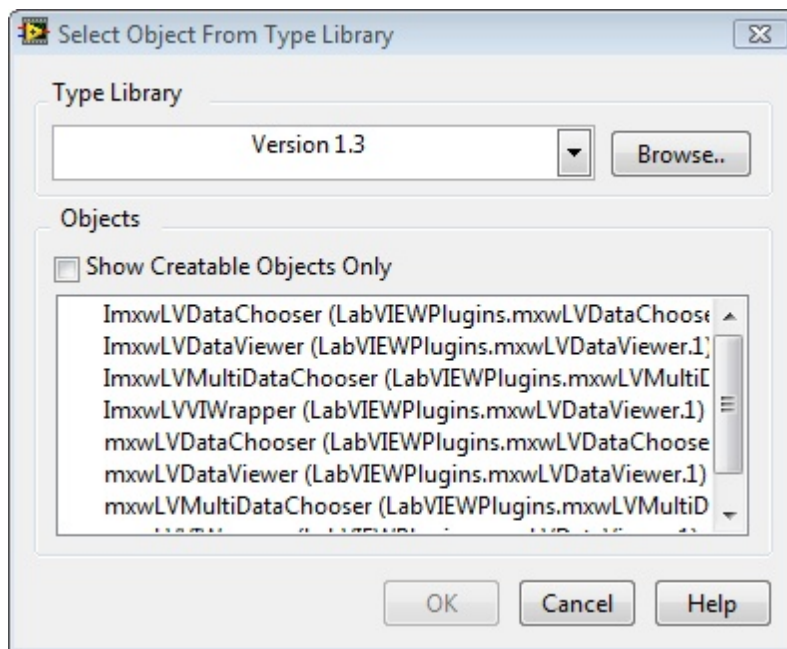 Select Object From Type Library
Type Library
Version 1.3
Browse..
Objects
Show Creatable Objects Only
ImxwLVDataChooser (LabVIEWPlugins.mxwLVDataChoose
ImxwLVDataViewer (LabVIEWPlugins.mxwLVDataViewer.1)
ImxwLVMultiDataChooser (LabVIEWPlugins.mxwLVMultiD
ImxwLVVIWrapper (LabVIEWPlugins.mxwLVDataViewer.1)
mxwLVDataChooser (LabVIEWPlugins.mxwLVDataChoose
mxwLVDataViewer (LabVIEWPlugins.mxwLVDataViewer.1)
mxwLVMultiDataChooser (LabVIEWPlugins.mxwLVMultiD
OK Cancel Help